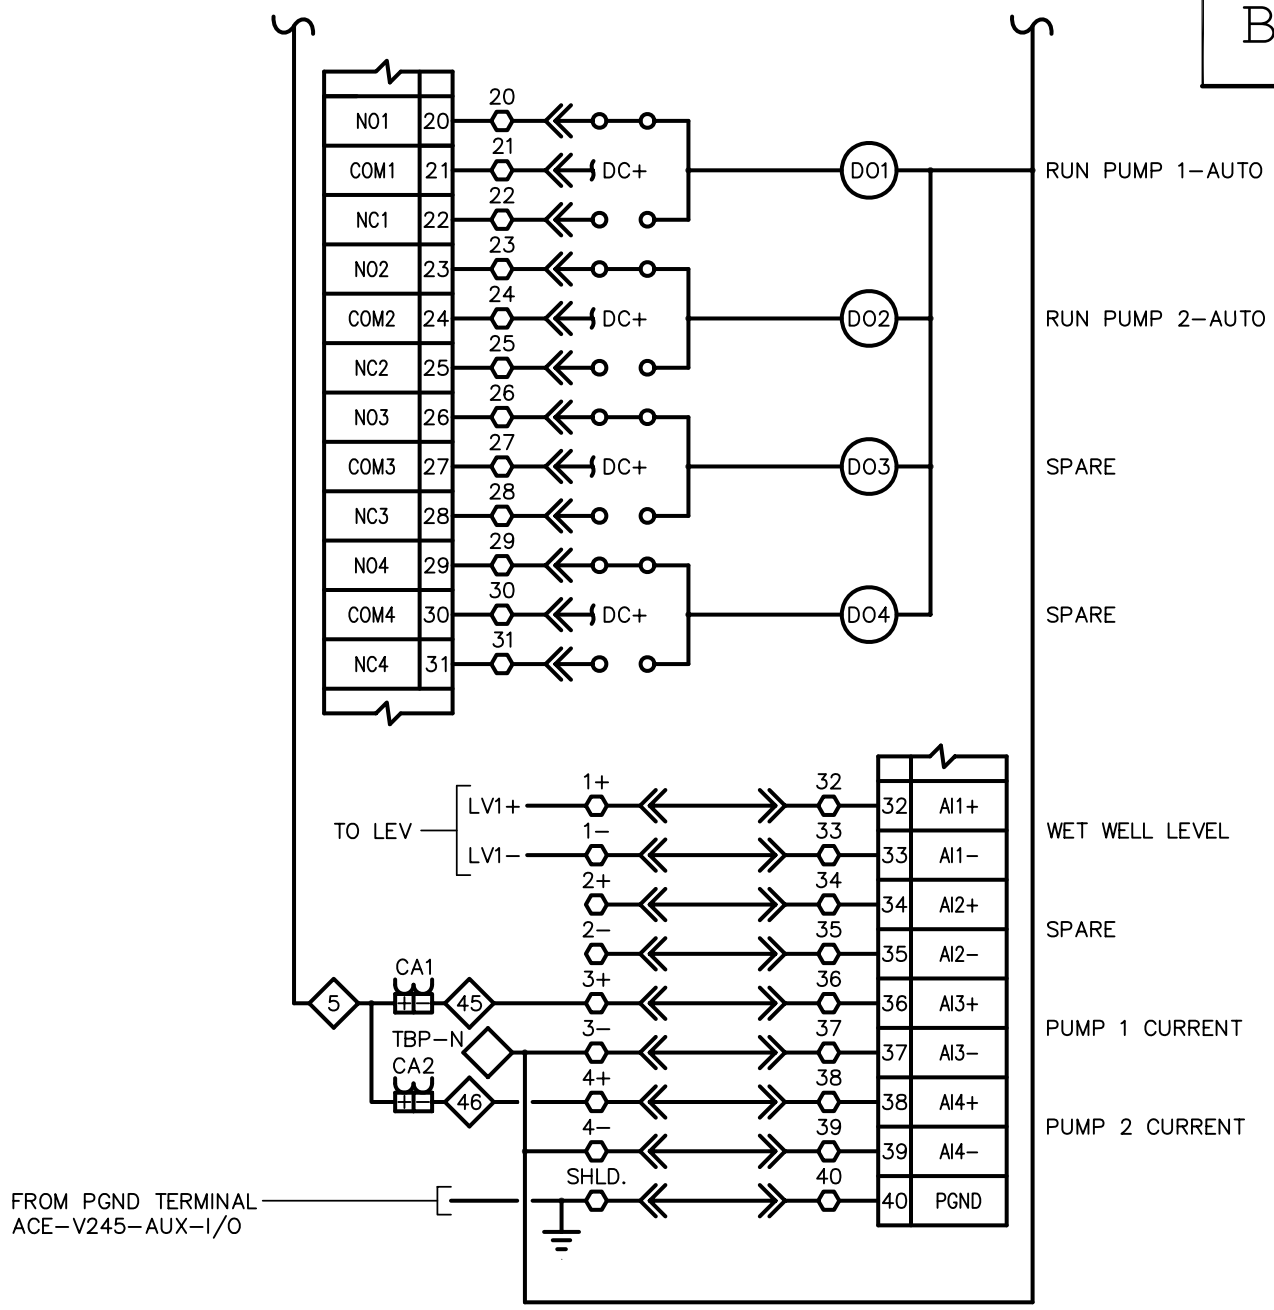 B
20
NO1 20
21
COM1 21 DC+ DO1 RUN PUMP 1-AUTO
22
NC1 22
23
NO2 23
24
COM2 24 DC+ DO2 RUN PUMP 2-AUTO
25
NC2 25
26
NO3 26
27
COM3 27 DC+ DO3 SPARE
28
NC3 28
29
NO4 29
30
COM4 30 DC+ DO4 SPARE
31
NC4 31
1+ 32
LV1+ 32 AI1+
TO LEV 1- 33 WET WELL LEVEL
LV1- 33 AI1-
2+ 34
34 AI2+
2- 35 SPARE
35 AI2-
CA1 3+ 36
5 +- 45 36 AI3+
3- 37 PUMP 1 CURRENT
TBP-N 37 AI3-
CA2 4+ 38
+- 46 38 AI4+
4- 39 PUMP 2 CURRENT
39 AI4-
SHLD. 40
FROM PGND TERMINAL 40 PGND
ACE-V245-AUX-I/O